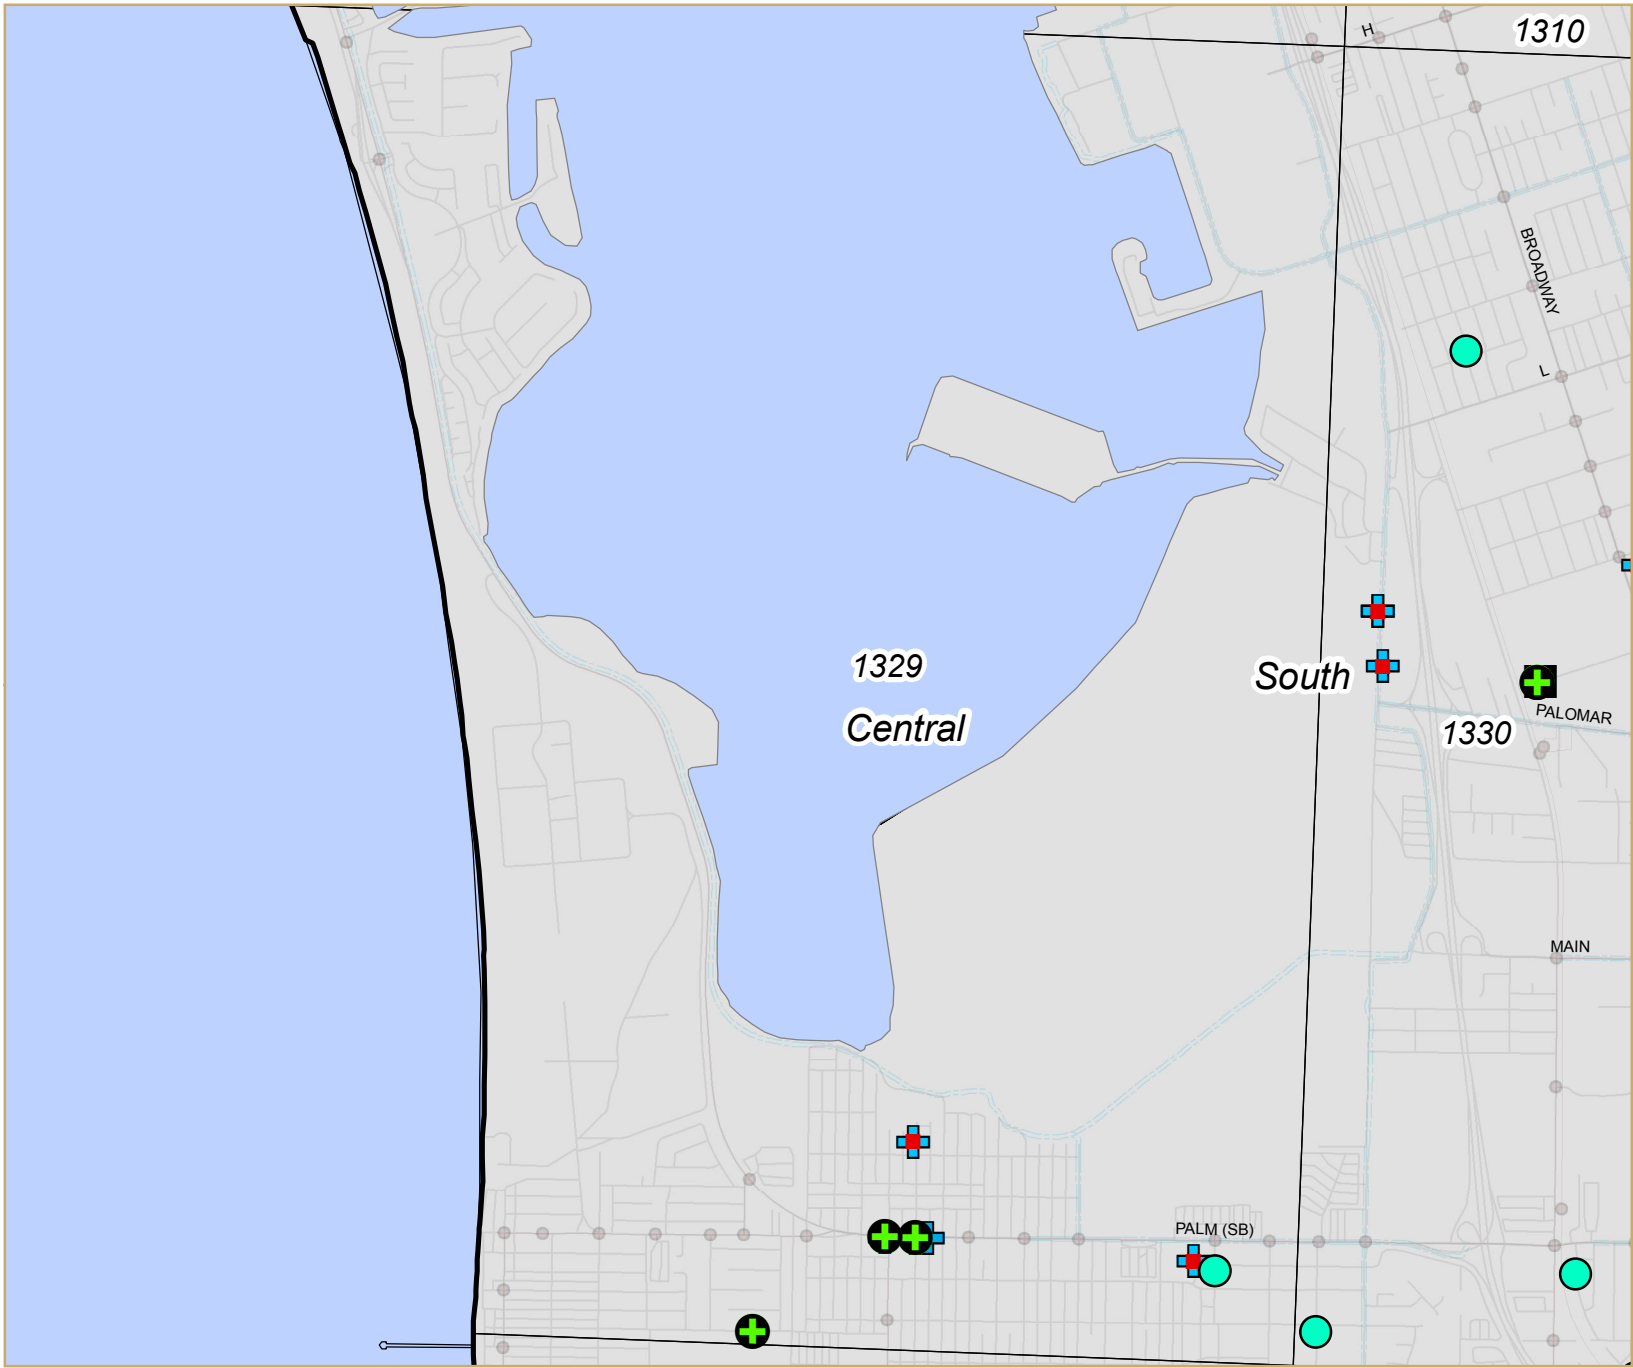 H
1310
BROADWAY
L
1329
Central
South
PALOMAR
1330
MAIN
PALM (SB)